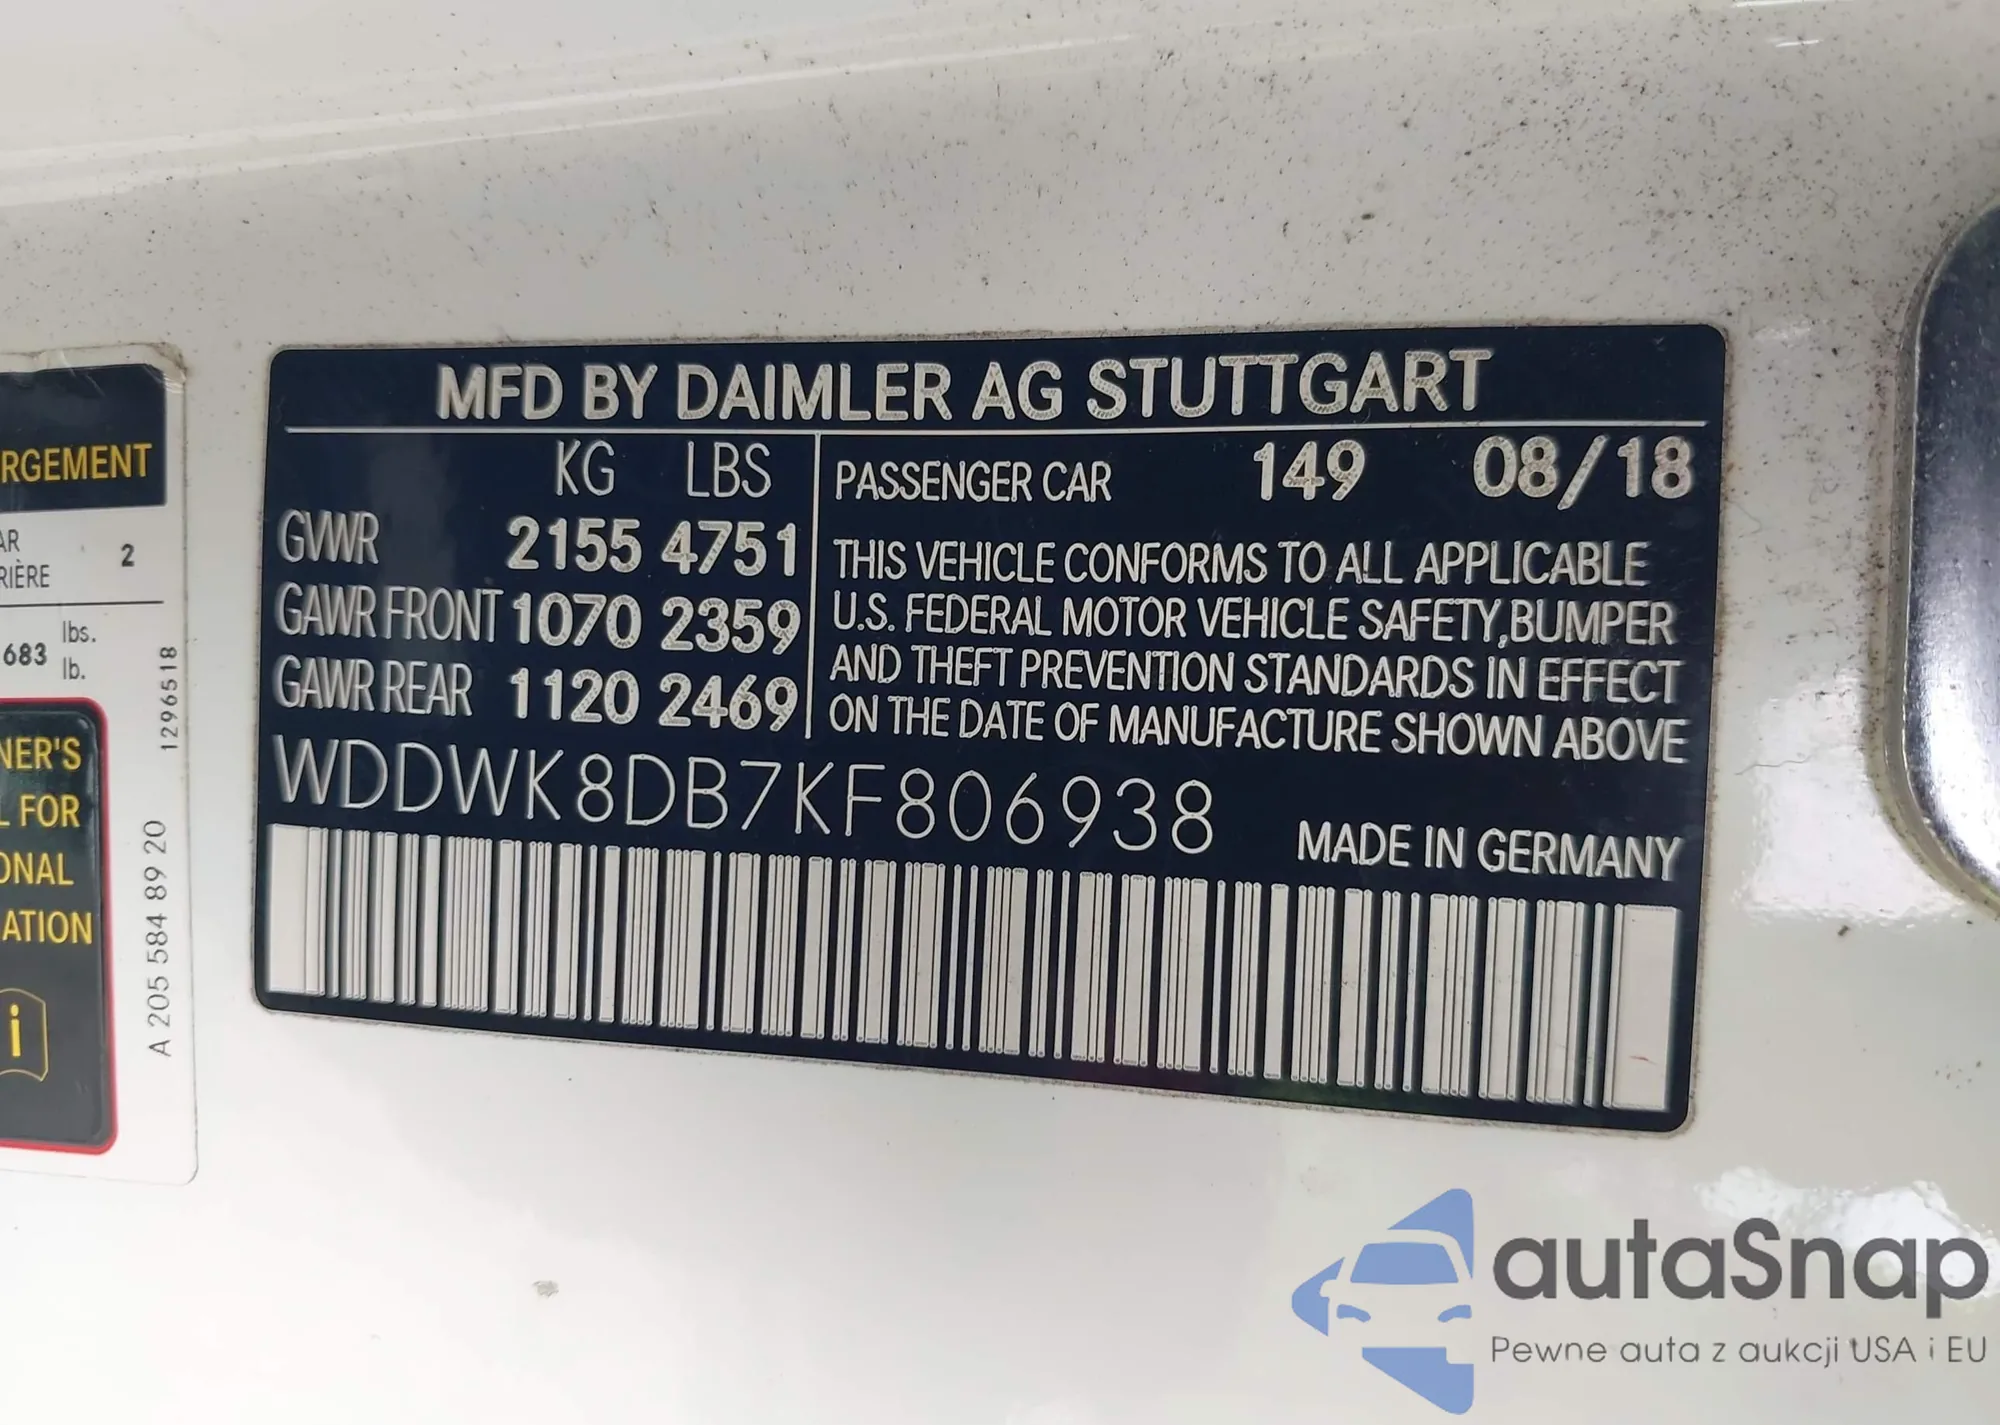 MFD BY DAIMLER AG STUTTGART
KG LBS
GVWR 2155 4751
GAWR FRONT 1070 2359
GAWR REAR 1120 2469
PASSENGER CAR 149 08/18
THIS VEHICLE CONFORMS TO ALL APPLICABLE
U.S. FEDERAL MOTOR VEHICLE SAFETY,BUMPER
AND THEFT PREVENTION STANDARDS IN EFFECT
ON THE DATE OF MANUFACTURE SHOWN ABOVE
WDDWK8DB7KF806938
MADE IN GERMANY
RGEMENT
AR
RIÈRE 2
683 lbs.
lb.
NER'S
L FOR
ONAL
ATION
i
1296518
A 205 584 89 20
autaSnap
Pewne auta z aukcji USA i EU